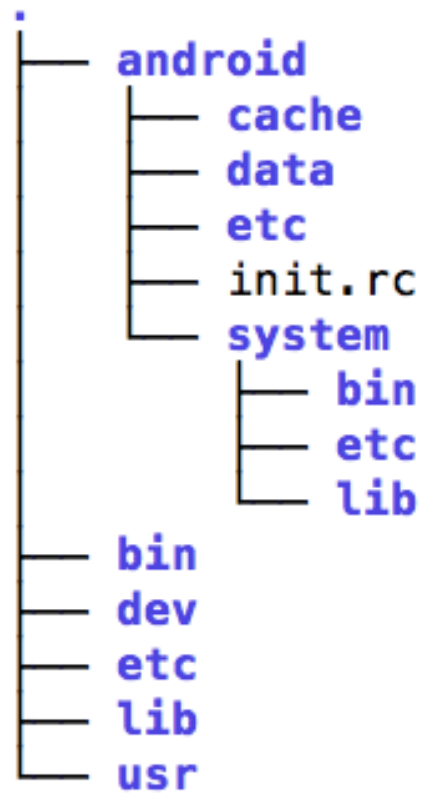 .
android
cache
data
etc
init.rc
system
bin
etc
lib
bin
dev
etc
lib
usr